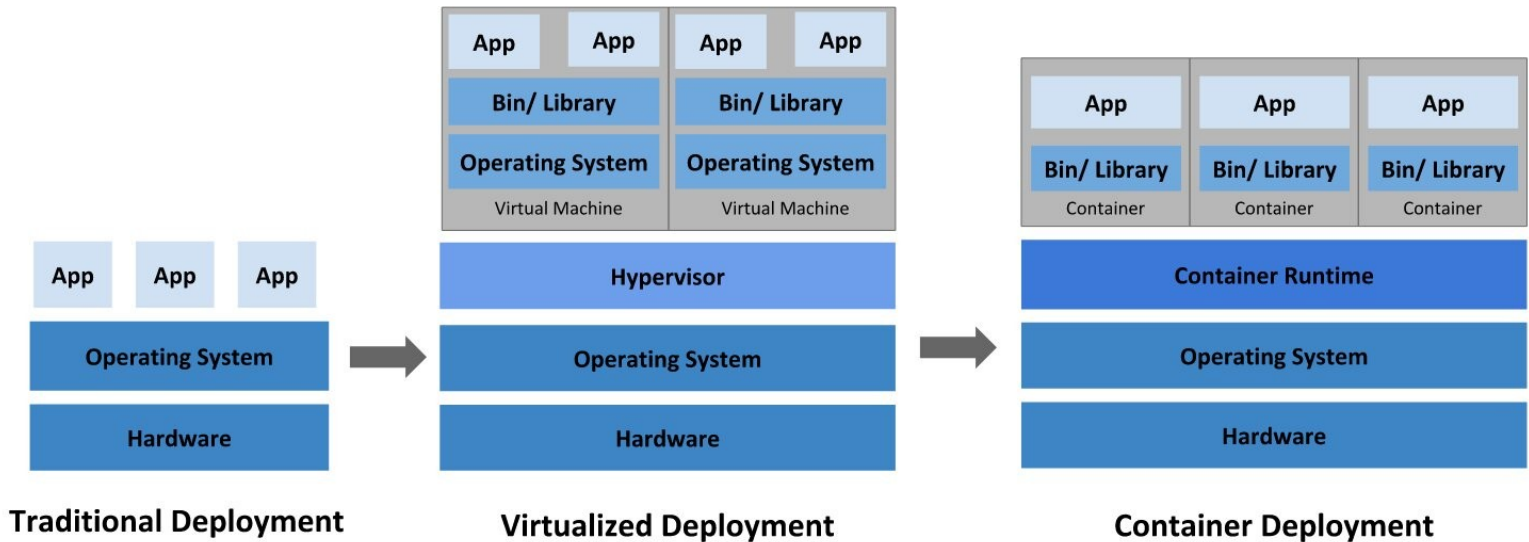 App
App
App
Operating System
Hardware
Traditional Deployment
App
App
Bin/ Library
Operating System
Virtual Machine
App
App
Bin/ Library
Operating System
Virtual Machine
Hypervisor
Operating System
Hardware
Virtualized Deployment
App
Bin/ Library
Container
App
Bin/ Library
Container
App
Bin/ Library
Container
Container Runtime
Operating System
Hardware
Container Deployment